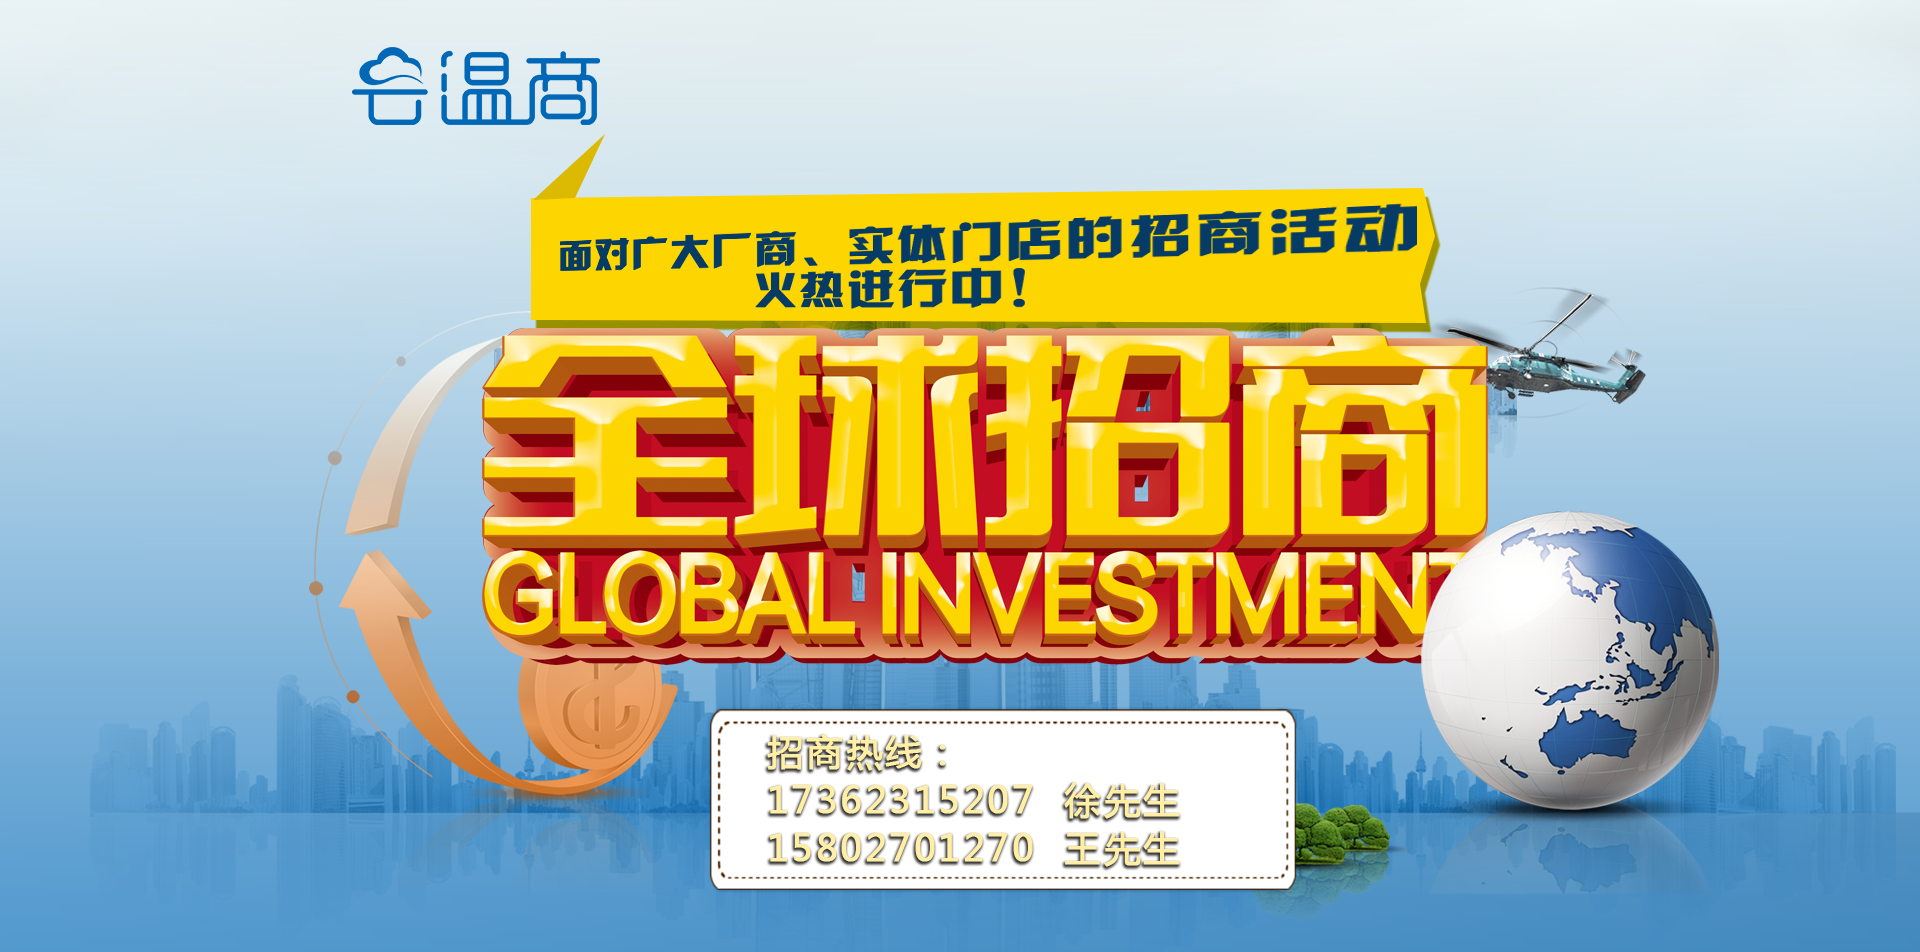 云温商
面对广大厂商、实体门店的招商活动
火热进行中！
全球招商
GLOBAL INVESTMENT
招商热线：
17362315207 徐先生
15802701270 王先生